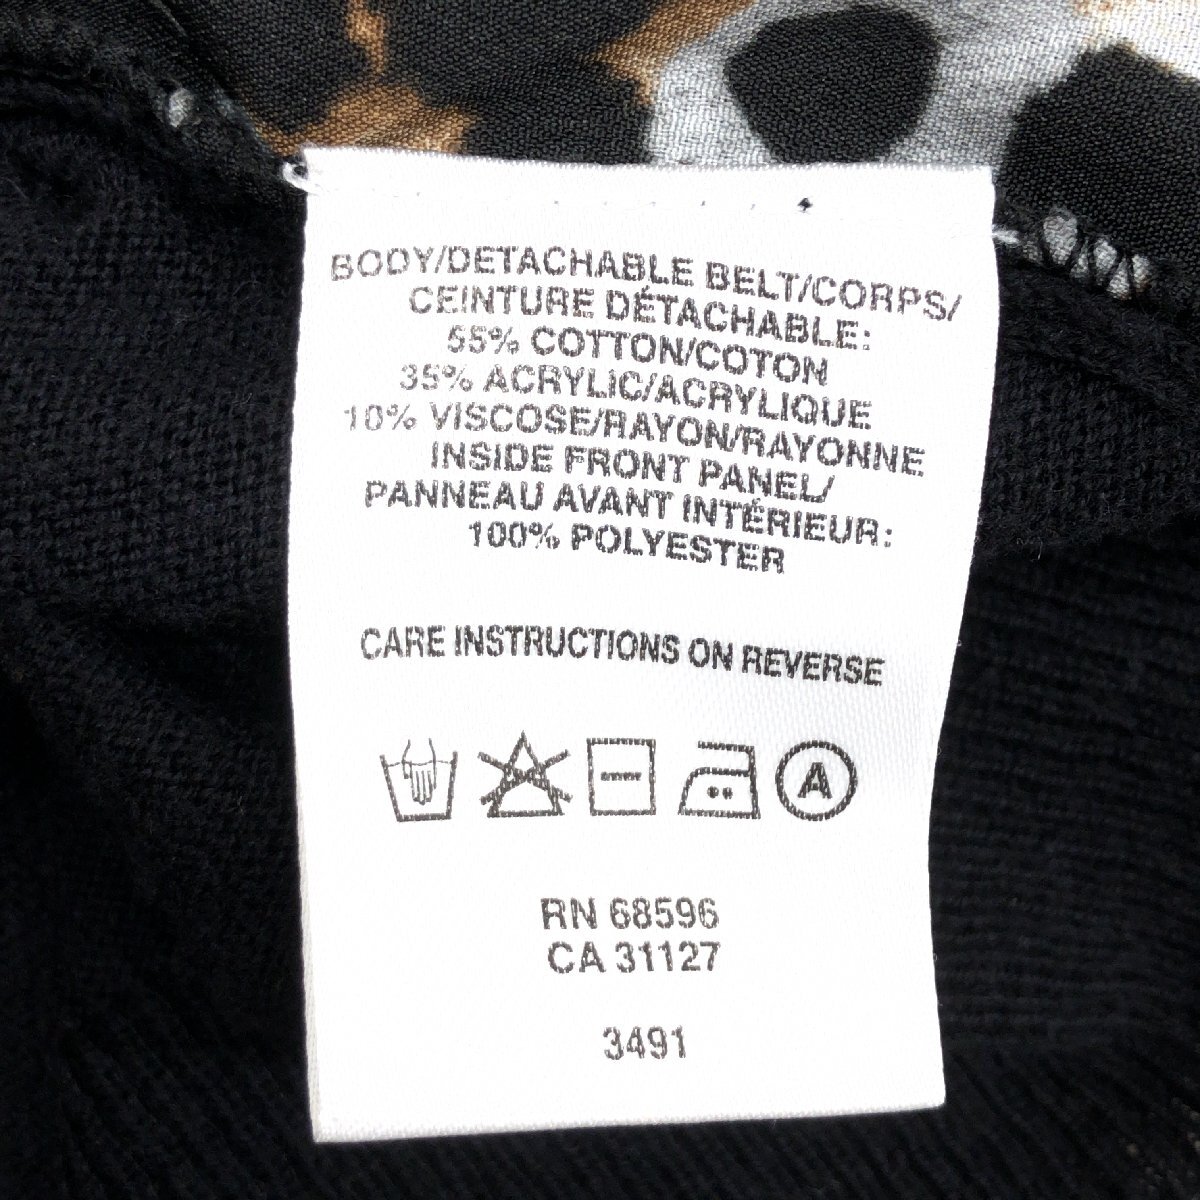 BODY/DETACHABLE BELT/CORPS/
CEINTURE DÉTACHABLE:
55% COTTON/COTON
35% ACRYLIC/ACRYLIQUE
10% VISCOSE/RAYON/RAYONNE
INSIDE FRONT PANEL/
PANNEAU AVANT INTÉRIEUR:
100% POLYESTER
CARE INSTRUCTIONS ON REVERSE
A
RN 68596
CA 31127
3491